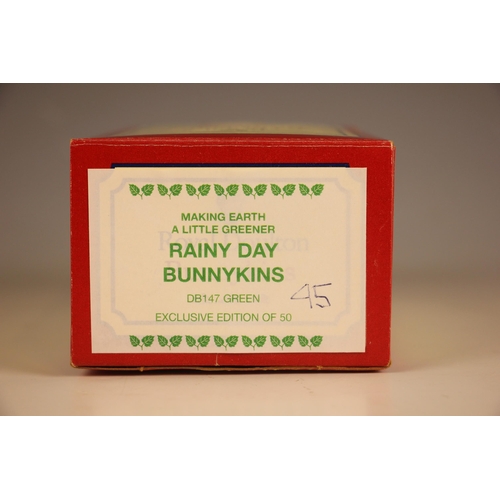 MAKING EARTH
A LITTLE GREENER
RAINY DAY
BUNNYKINS
DB147 GREEN
45
EXCLUSIVE EDITION OF 50